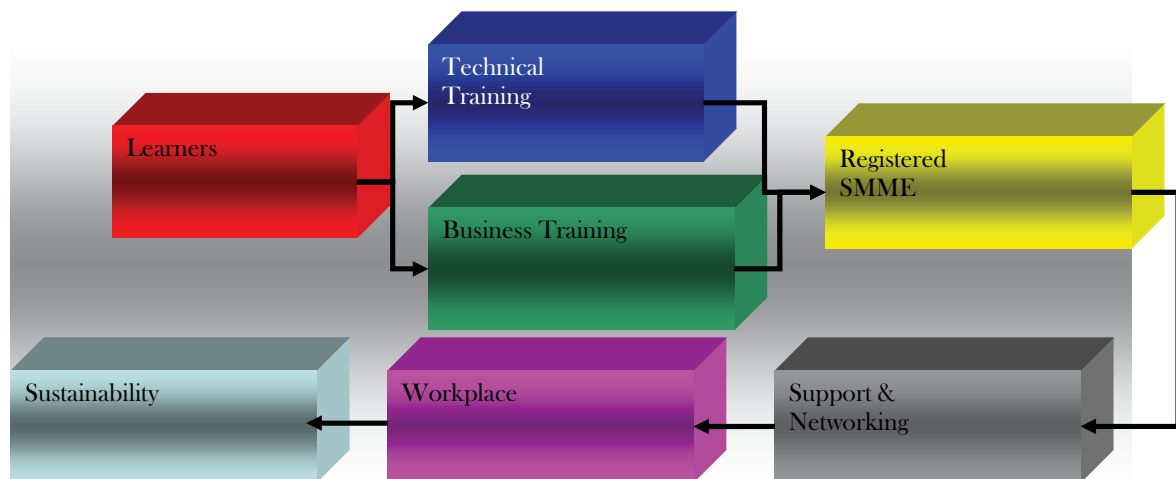 Technical
Training
Learners
Registered
SMME
Business Training
Sustainability
Workplace
Support &
Networking